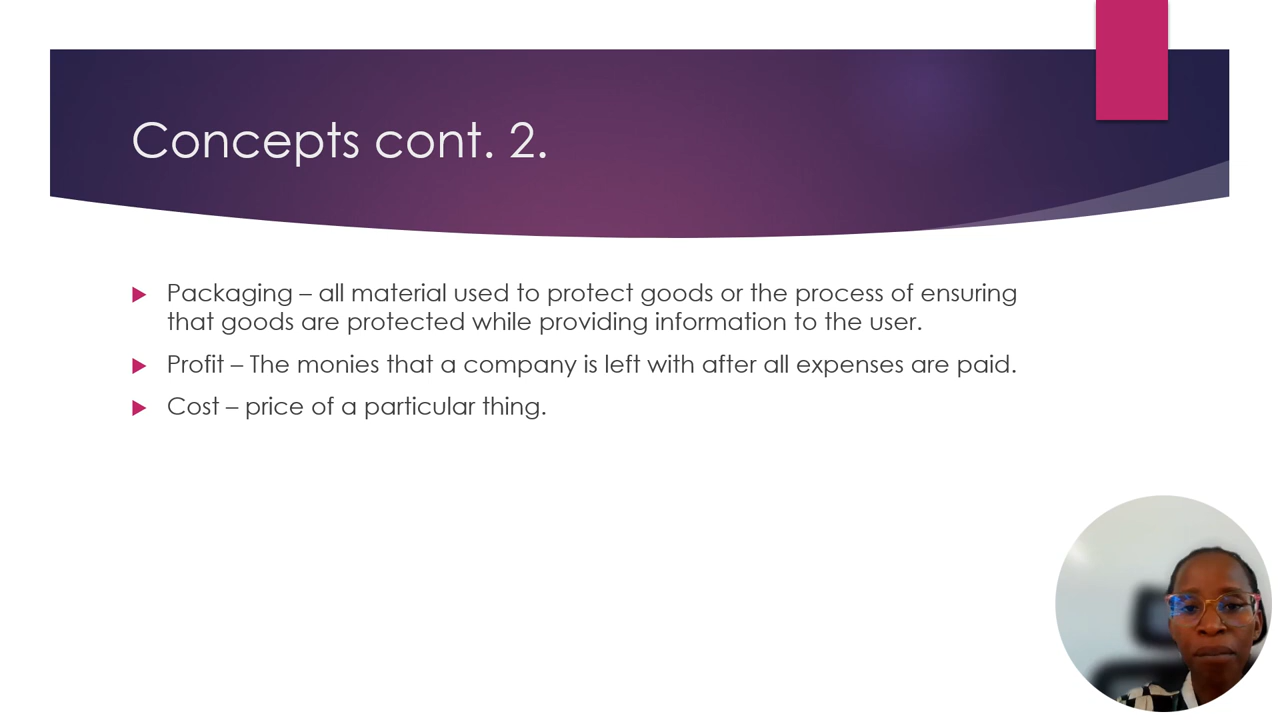 Concepts cont. 2.
Packaging – all material used to protect goods or the process of ensuring
that goods are protected while providing information to the user.
Profit – The monies that a company is left with after all expenses are paid.
Cost – price of a particular thing.